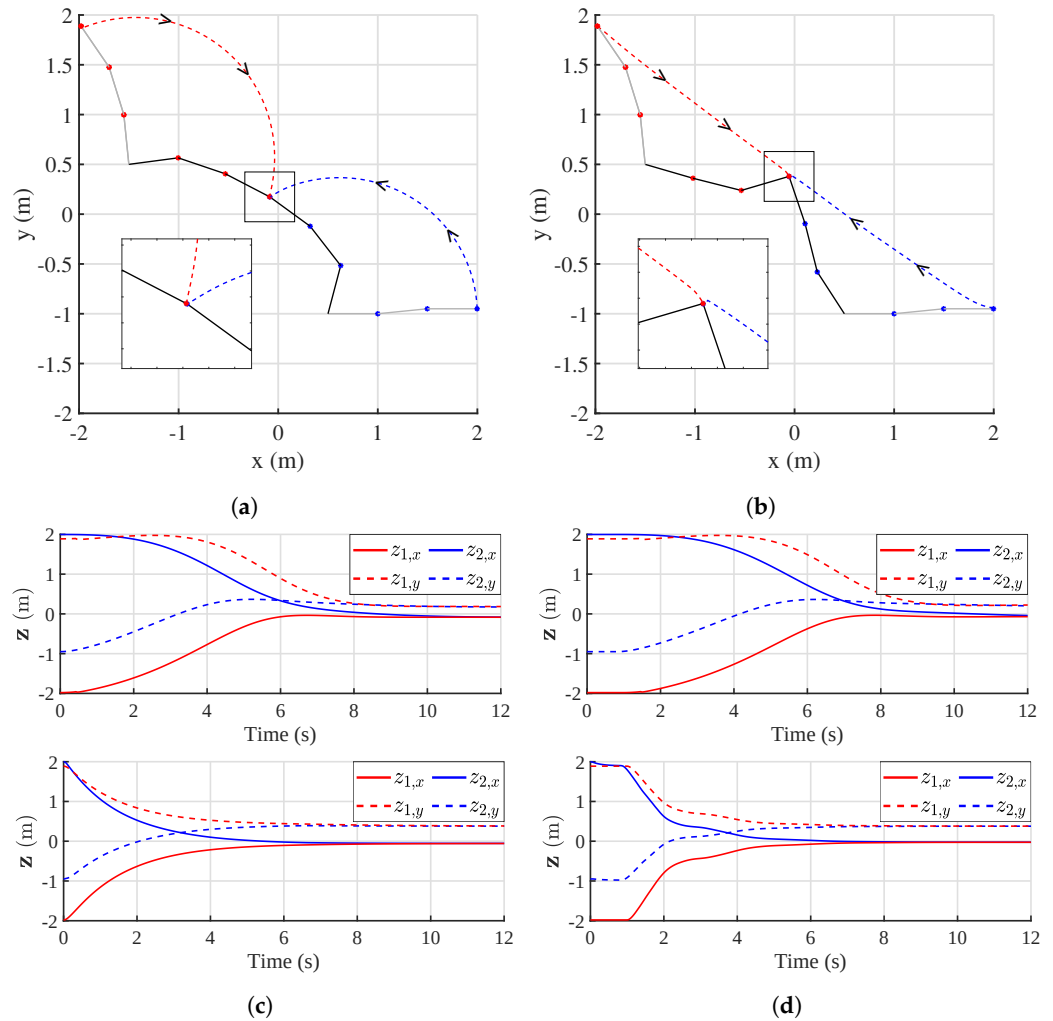 2
1.5
1
0.5
0
-0.5
-1
-1.5
-2
y (m)
-2 -1 0 1 2
x (m)
(a)
2
1.5
1
0.5
0
-0.5
-1
-1.5
-2
y (m)
-2 -1 0 1 2
x (m)
(b)
2
1
0
-1
-2
z (m)
z1,x z2,x
z1,y z2,y
0 2 4 6 8 10 12
Time (s)
2
1
0
-1
-2
z (m)
z1,x z2,x
z1,y z2,y
0 2 4 6 8 10 12
Time (s)
2
1
0
-1
-2
z (m)
z1,x z2,x
z1,y z2,y
0 2 4 6 8 10 12
Time (s)
(c)
2
1
0
-1
-2
z (m)
z1,x z2,x
z1,y z2,y
0 2 4 6 8 10 12
Time (s)
(d)